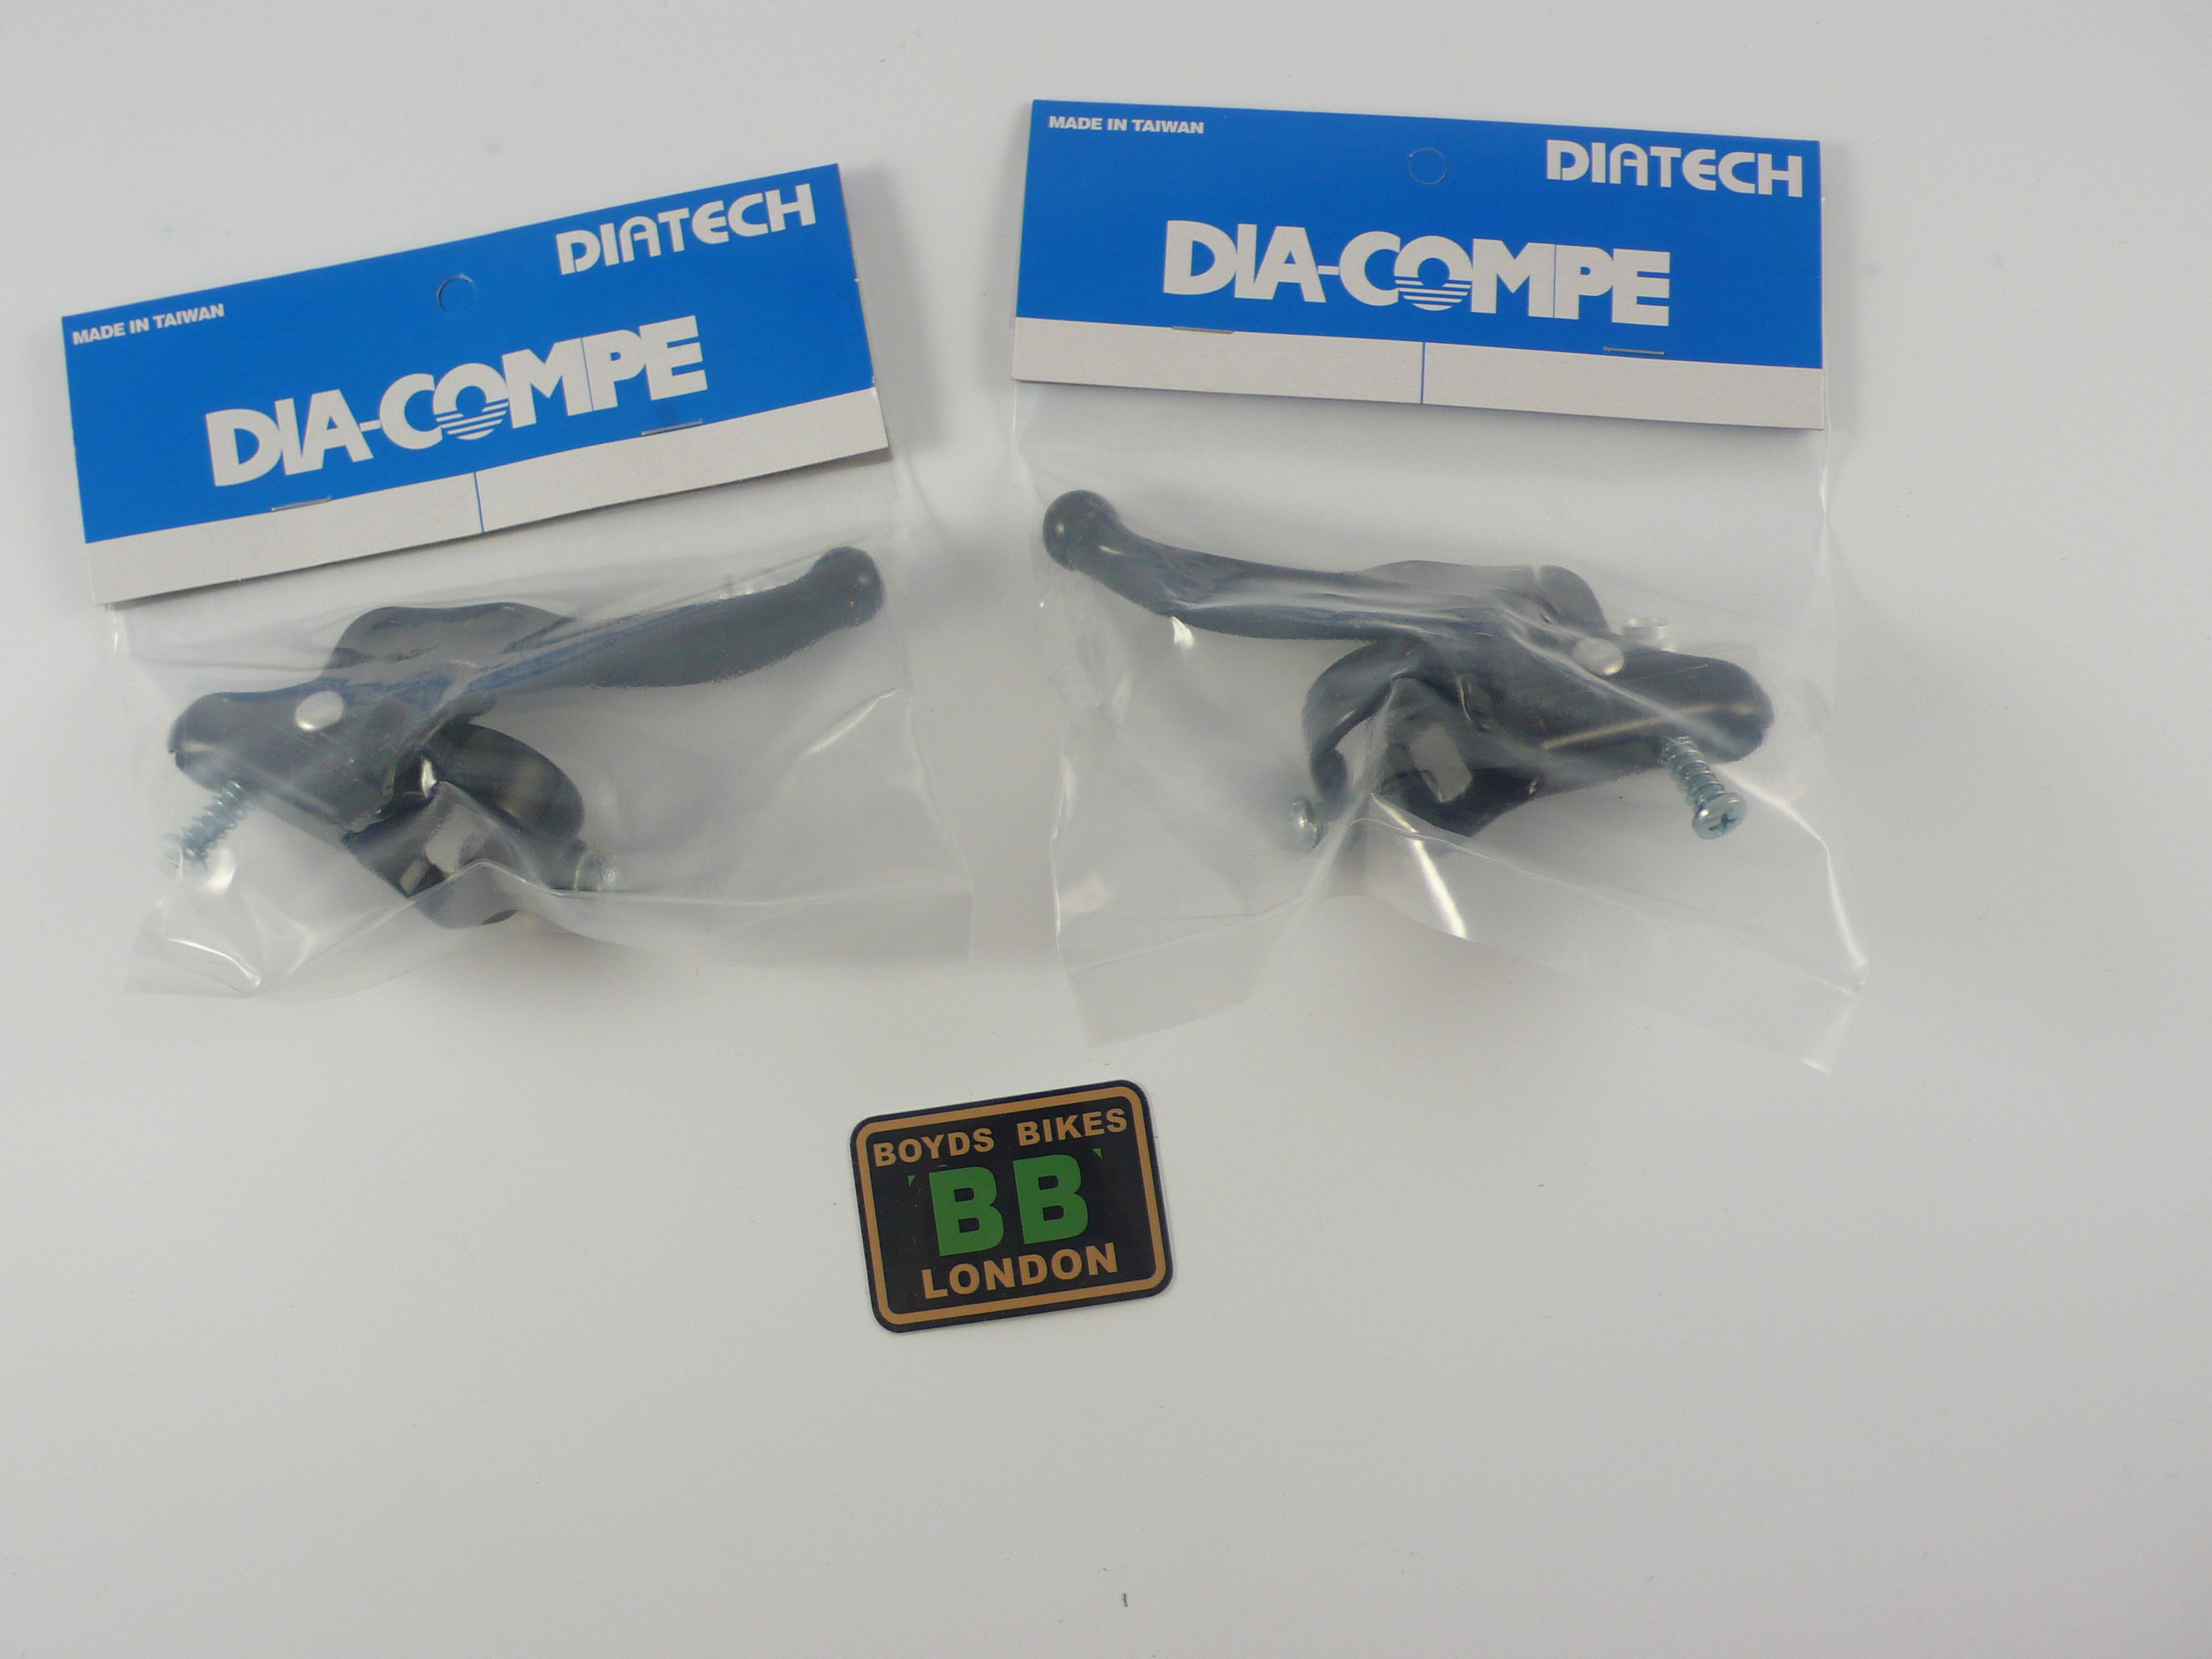 MADE IN TAIWAN
DIATECH
DIA-COMPE
MADE IN TAIWAN
DIATECH
DIA-COMPE
BOYDS BIKES
'BB'
LONDON